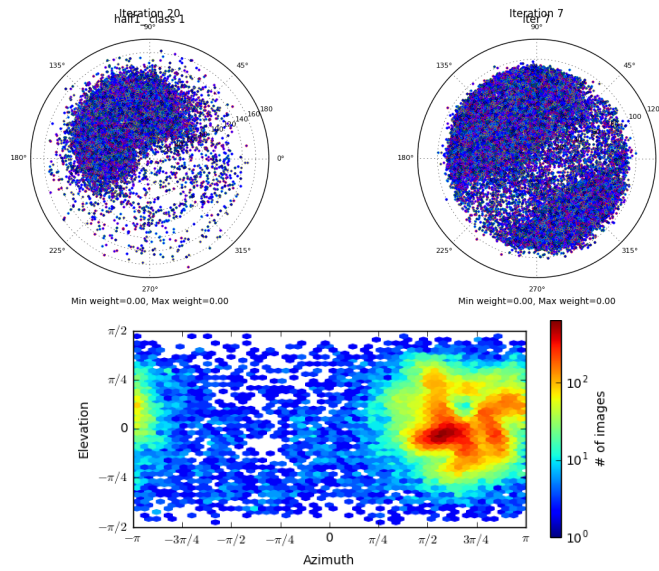 Iteration 20
half1_class 1
90°
135°
45°
180
160
140
180°
0°
225°
315°
270°
Min weight=0.00, Max weight=0.00
Iteration 7
Iter 7
90°
135°
45°
120
100
180°
225°
315°
270°
Min weight=0.00, Max weight=0.00
π/2
π/4
0
−π/4
−π/2
Elevation
−π
−3π/4
−π/2
−π/4
0
π/4
π/2
3π/4
π
Azimuth
10²
10¹
10⁰
# of images